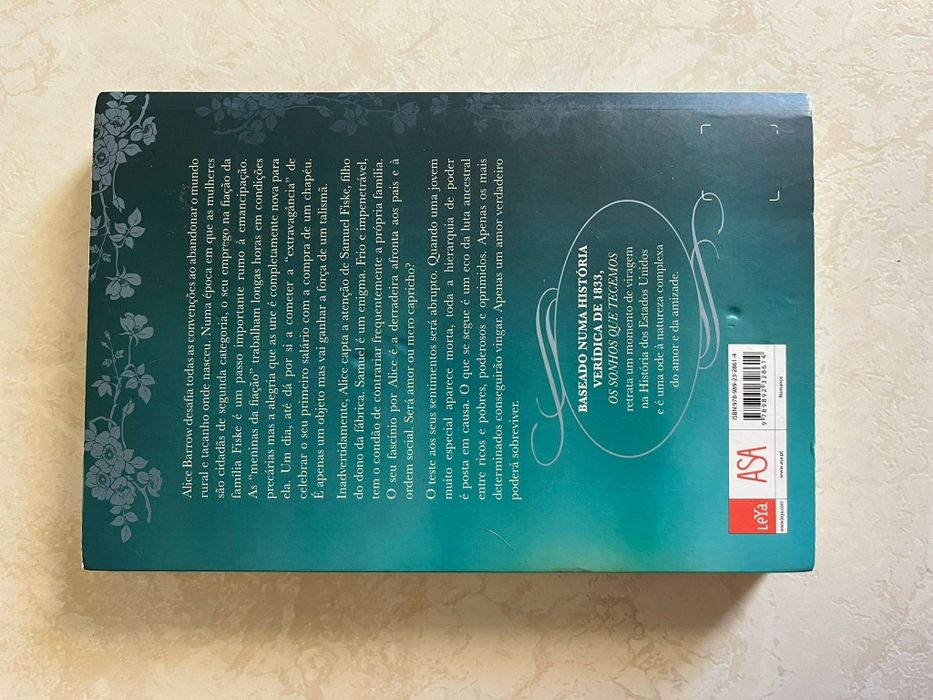 Alice Barrow desafia todas as convenções ao abandonar o mundo
rural e tacanho onde nasceu. Numa época em que as mulheres
são cidadãs de segunda categoria, o seu emprego na fiação da
família Fiske é um passo importante rumo à emancipação.
As “meninas da fiação” trabalham longas horas em condições
precárias mas a alegria que as une é completamente nova para
ela. Um dia, até dá por si a cometer a “extravagância” de
celebrar o seu primeiro salário com a compra de um chapéu.
É apenas um objeto mas vai ganhar a força de um talismã.
Inadvertidamente, Alice capta a atenção de Samuel Fiske, filho
do dono da fábrica. Samuel é um enigma. Frio e impenetrável,
tem o condão de contrariar frequentemente a própria família.
O seu fascínio por Alice é a derradeira afronta aos pais e à
ordem social. Será amor ou mero capricho?
O teste aos seus sentimentos será abrupto. Quando uma jovem
muito especial aparece morta, toda a hierarquia de poder
é posta em causa. O que se segue é um eco da luta ancestral
entre ricos e pobres, poderosos e oprimidos. Apenas os mais
determinados conseguirão vingar. Apenas um amor verdadeiro
poderá sobreviver.
BASEADO NUMA HISTÓRIA
VERÍDICA DE 1833,
OS SONHOS QUE TECEMOS
retrata um momento de viragem
na História dos Estados Unidos
e é uma ode à natureza complexa
do amor e da amizade.
LEYA
www.leya.com
ASA
www.asa.pt
ISBN 978-989-23-2861-4
9 789892 328614
Romance